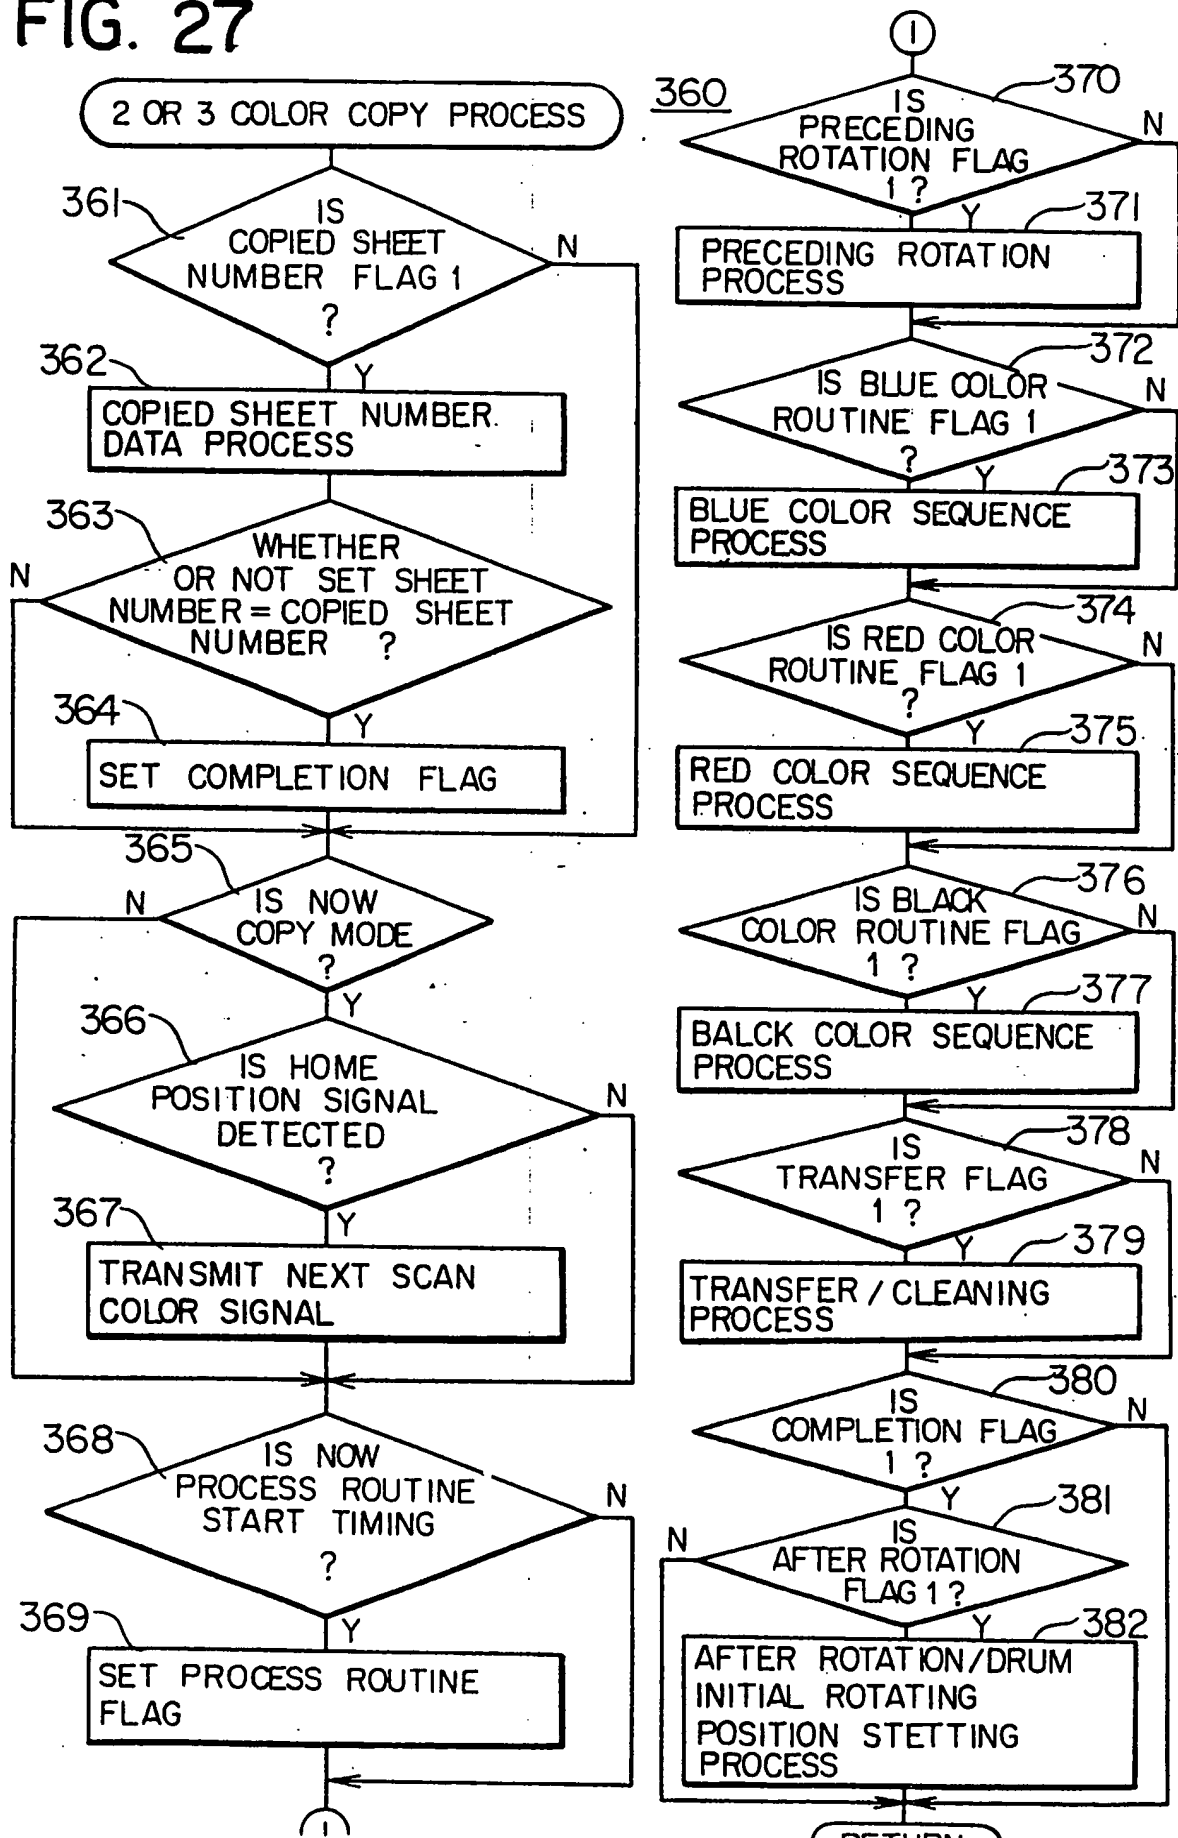 FIG. 27
2 OR 3 COLOR COPY PROCESS
361
IS
COPIED SHEET
NUMBER FLAG 1
?
N
Y
362
COPIED SHEET NUMBER
DATA PROCESS
363
WHETHER
OR NOT SET SHEET
NUMBER = COPIED SHEET
NUMBER ?
N
Y
364
SET COMPLETION FLAG
365
IS NOW
COPY MODE
?
N
Y
366
IS HOME
POSITION SIGNAL
DETECTED
?
N
Y
367
TRANSMIT NEXT SCAN
COLOR SIGNAL
368
IS NOW
PROCESS ROUTINE
START TIMING
?
N
Y
369
SET PROCESS ROUTINE
FLAG
1
1
360
370
IS
PRECEDING
ROTATION FLAG
1 ?
N
Y
371
PRECEDING ROTATION
PROCESS
372
IS BLUE COLOR
ROUTINE FLAG 1
?
N
Y
373
BLUE COLOR SEQUENCE
PROCESS
374
IS RED COLOR
ROUTINE FLAG 1
?
N
Y
375
RED COLOR SEQUENCE
PROCESS
376
IS BLACK
COLOR ROUTINE FLAG
1 ?
N
Y
377
BALCK COLOR SEQUENCE
PROCESS
378
IS
TRANSFER FLAG
1 ?
N
Y
379
TRANSFER / CLEANING
PROCESS
380
IS
COMPLETION FLAG
1 ?
N
Y
381
IS
AFTER ROTATION
FLAG 1 ?
N
Y
382
AFTER ROTATION/DRUM
INITIAL ROTATING
POSITION STETTING
PROCESS
RETURN